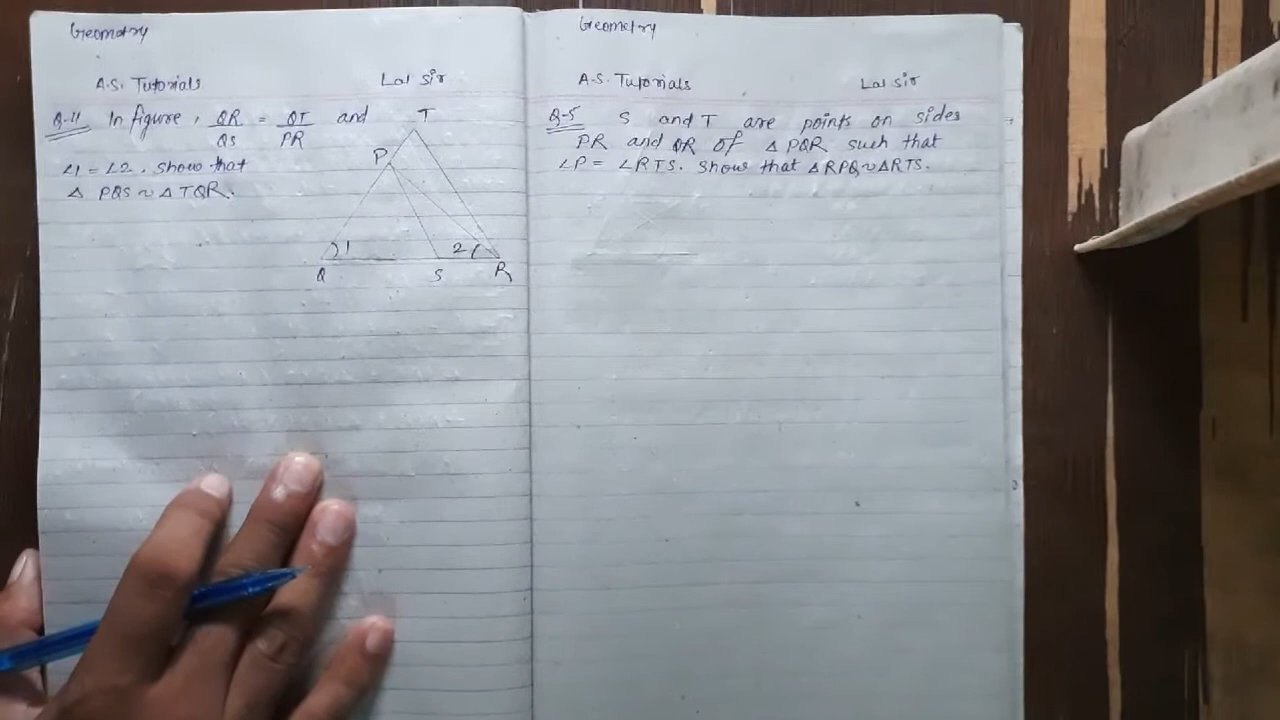 Geometry
A.S. Tutorials Lal Sir
Q-11 In figure, QR/QS = QT/PR and
∠1 = ∠2. Show that
△ PQS ~ △ TQR.
T
P
1 2
Q S R
Geometry
A.S. Tutorials Lal Sir
Q-5 S and T are points on sides
PR and QR of △ PQR such that
∠P = ∠RTS. Show that △RPQ ~ △RTS.